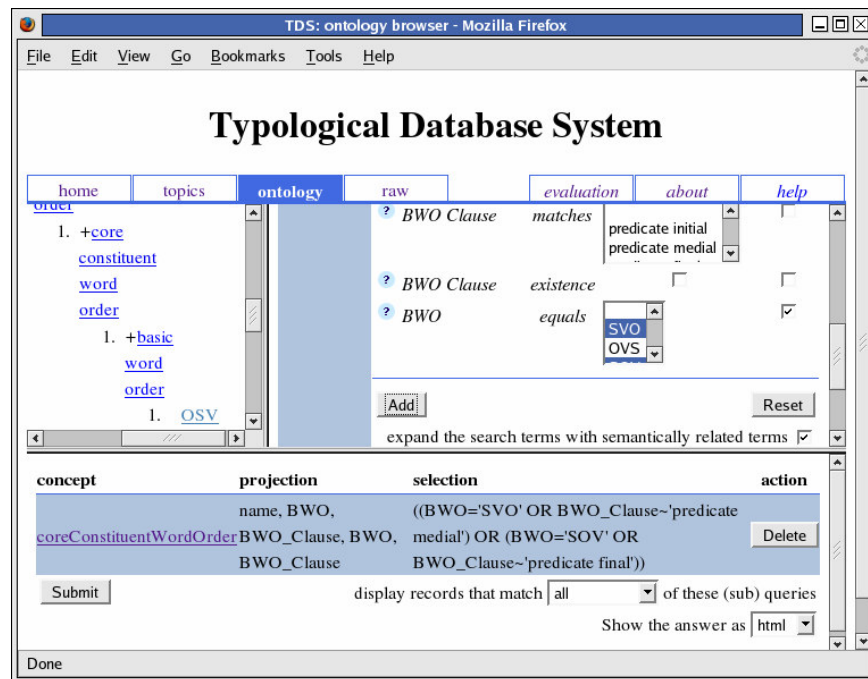 TDS: ontology browser - Mozilla Firefox
File Edit View Go Bookmarks Tools Help
Typological Database System
home topics ontology raw evaluation about help
order
1. +core
constituent
word
order
1. +basic
word
order
1. OSV
? BWO Clause matches
predicate initial
predicate medial
? BWO Clause existence
? BWO equals
SVO
OVS
Add Reset
expand the search terms with semantically related terms
concept projection selection action
name, BWO, ((BWO='SVO' OR BWO_Clause~'predicate
coreConstituentWordOrder BWO_Clause, BWO, medial') OR (BWO='SOV' OR Delete
BWO_Clause BWO_Clause~'predicate final'))
Submit display records that match all of these (sub) queries
Show the answer as html
Done